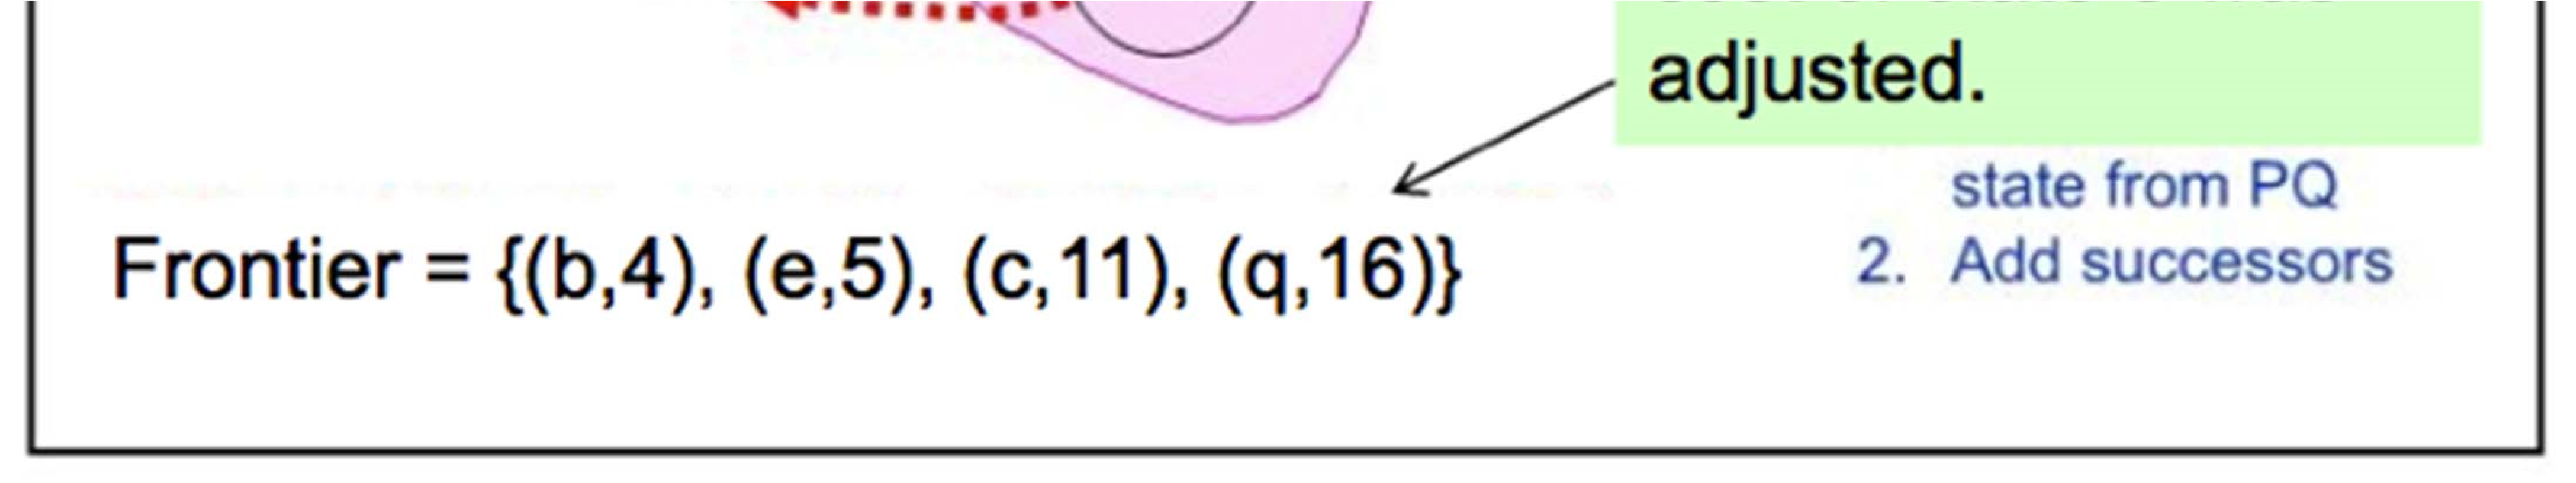 adjusted.
state from PQ
2. Add successors
Frontier = {(b,4), (e,5), (c,11), (q,16)}